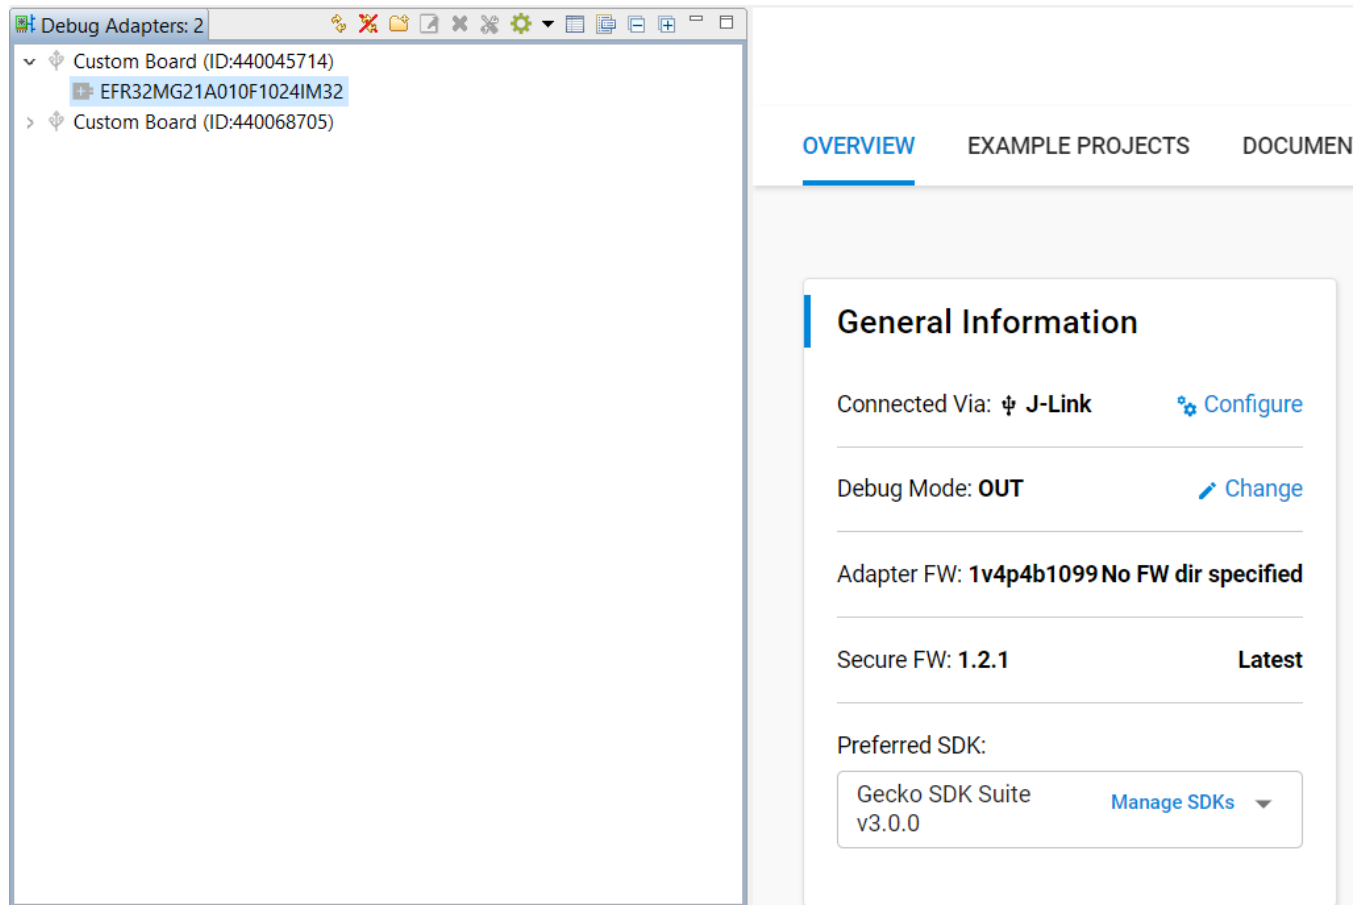 Debug Adapters: 2
Custom Board (ID:440045714)
EFR32MG21A010F1024IM32
Custom Board (ID:440068705)
OVERVIEW EXAMPLE PROJECTS DOCUMEN
General Information
Connected Via: J-Link Configure
Debug Mode: OUT Change
Adapter FW: 1v4p4b1099 No FW dir specified
Secure FW: 1.2.1 Latest
Preferred SDK:
Gecko SDK Suite
v3.0.0
Manage SDKs